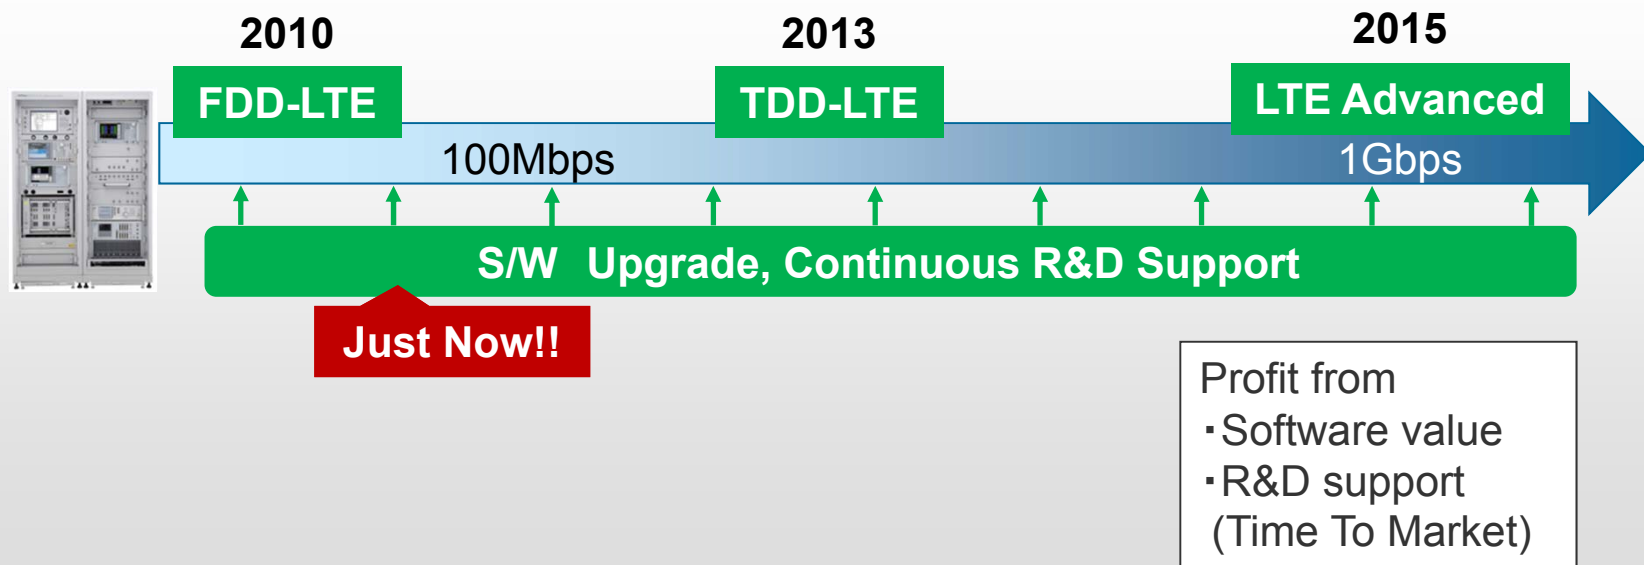 2010
2013
2015
FDD-LTE
TDD-LTE
LTE Advanced
100Mbps
1Gbps
S/W Upgrade, Continuous R&D Support
Just Now!!
Profit from
・Software value
・R&D support
(Time To Market)